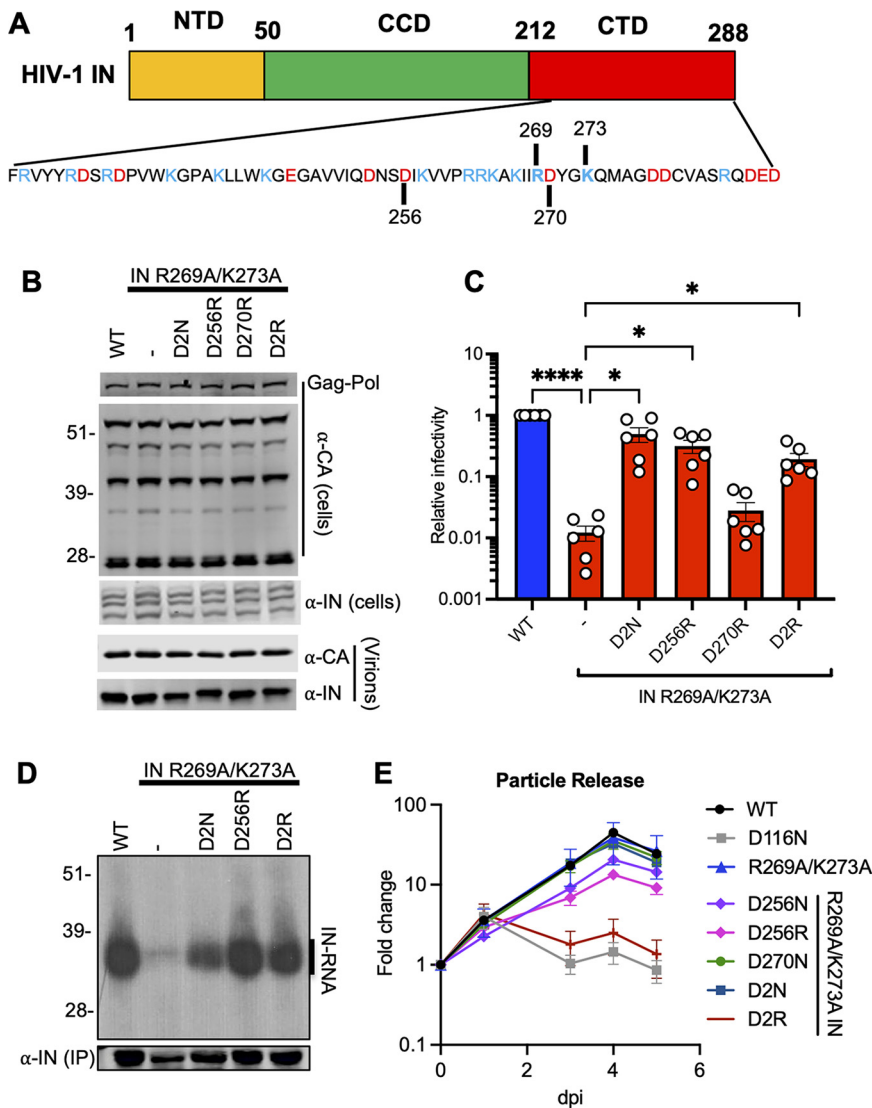 A
NTD CCD CTD
1 50 212 288
HIV-1 IN
269 273
FRVYYRDSRDPVWKGPAKLLWKGEGAVVIQDNSDIKVVPRRKAKIIRDYGKQMAGDDCVASRQDED
256 270
B
IN R269A/K273A
WT - D2N D256R D270R D2R
Gag-Pol
51-
39-
28-
α-CA (cells)
α-IN (cells)
α-CA
α-IN
(Virions)
C
* 
*
**** *
Relative infectivity
10
1
0.1
0.01
0.001
WT - D2N D256R D270R D2R
IN R269A/K273A
D
IN R269A/K273A
WT - D2N D256R D2R
51-
39-
28-
IN-RNA
α-IN (IP)
E
Particle Release
Fold change
100
10
1
0.1
0 2 4 6
dpi
WT
D116N
R269A/K273A
D256N
D256R
D270N
D2N
D2R
R269A/K273A IN